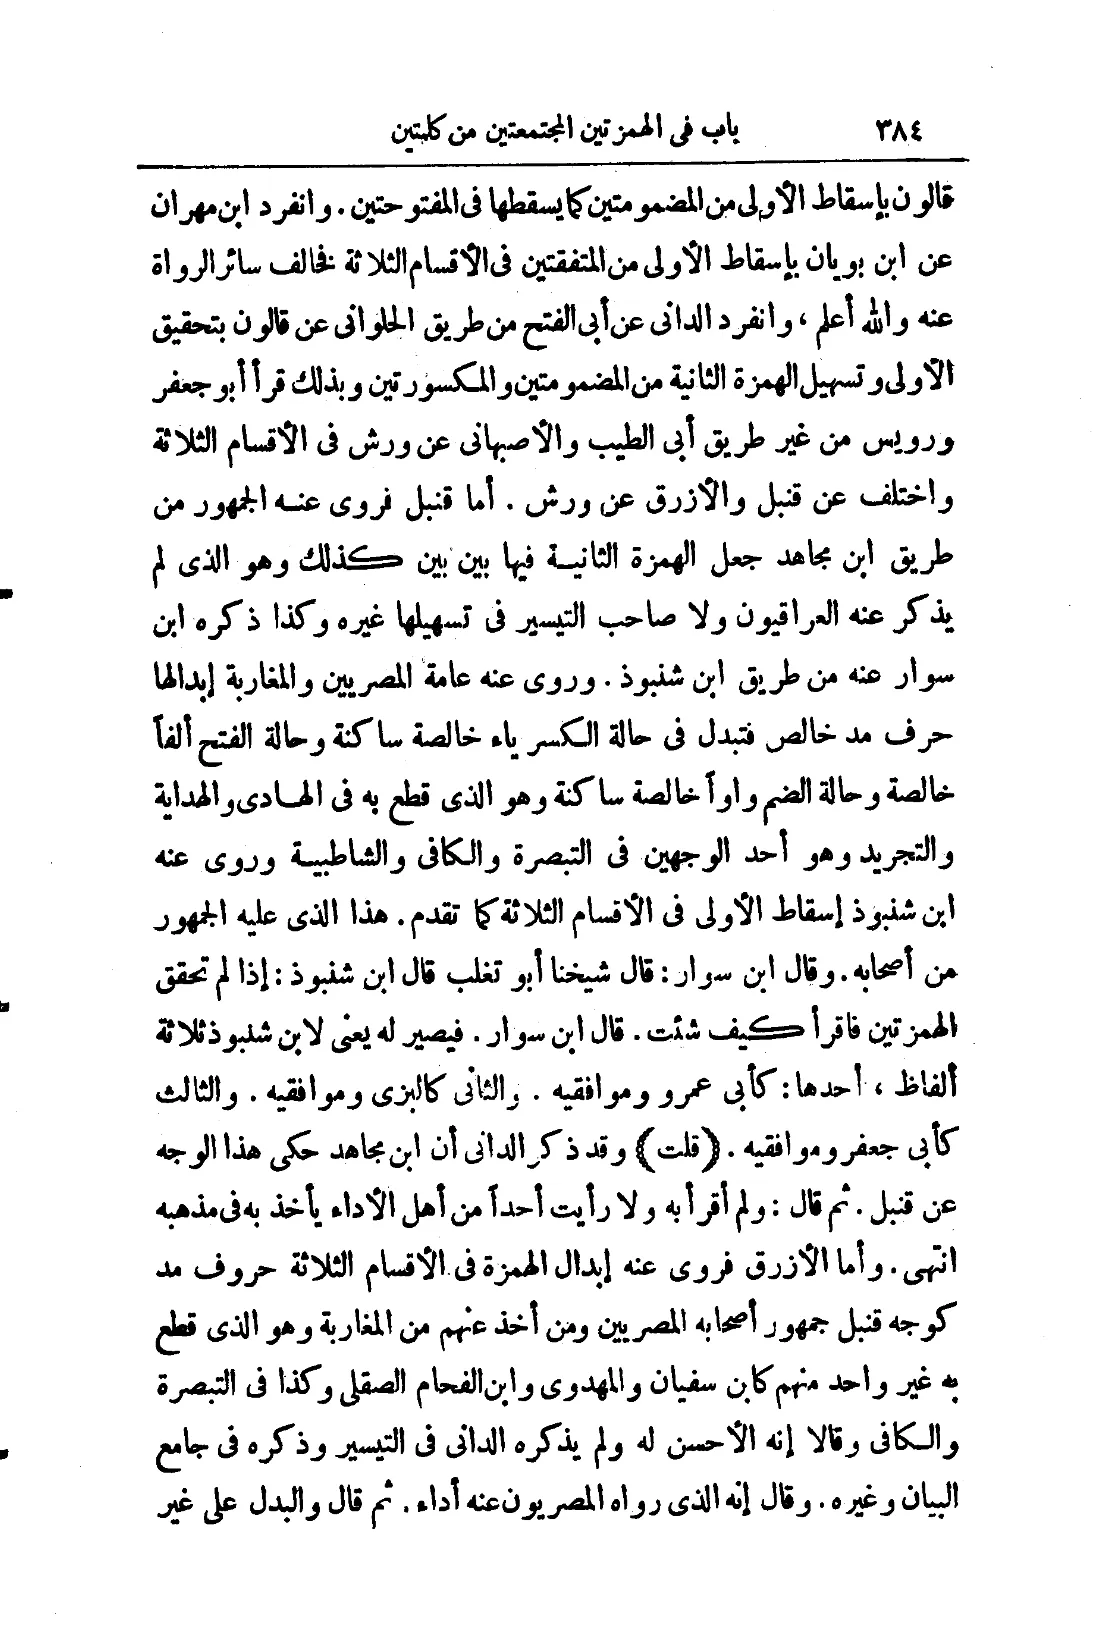 ٣٨٤ باب فى الهمزتين المجتمعتين من كلمتين
قالون بإسقاط الأولى من المضمومتين كما يسقطها فى المفتوحتين . وانفرد ابن مهران
عن ابن بويان بإسقاط الأولى من المتفقتين فى الأقسام الثلاثة فخالف سائر الرواة
عنه والله أعلم ، وانفرد الدانى عن أبى الفتح من طريق الحلوانى عن قالون بتحقيق
الأولى وتسهيل الهمزة الثانية من المضمومتين والمكسورتين وبذلك قرأ أبو جعفر
ورويس من غير طريق أبى الطيب والأصبهانى عن ورش فى الأقسام الثلاثة
واختلف عن قنبل والأزرق عن ورش . أما قنبل فروى عنه الجمهور من
طريق ابن مجاهد جعل الهمزة الثانية فيها بين بين كذلك وهو الذى لم
يذكر عنه العراقيون ولا صاحب التيسير فى تسهيلها غيره وكذا ذكره ابن
سوار عنه من طريق ابن شنبوذ . وروى عنه عامة المصريين والمغاربة إبدالها
حرف مد خالص فتبدل فى حالة الكسر ياء خالصة ساكنة وحالة الفتح ألفاً
خالصة وحالة الضم واواً خالصة ساكنة وهو الذى قطع به فى الهادى والهداية
والتجريد وهو أحد الوجهين فى التبصرة والكافى والشاطبية وروى عنه
ابن شنبوذ إسقاط الأولى فى الأقسام الثلاثة كما تقدم . هذا الذى عليه الجمهور
من أصحابه . وقال ابن سوار : قال شيخنا أبو تغلب قال ابن شنبوذ : إذا لم تحقق
الهمزتين فاقرأ كيف شئت . قال ابن سوار . فيصير له يعنى لابن شنبوذ ثلاثة
ألفاظ ، أحدها : كأبى عمرو وموافقيه . والثانى كالبزى وموافقيه . والثالث
كأبى جعفر وموافقيه . (قلت) وقد ذكر الدانى أن ابن مجاهد حكى هذا الوجه
عن قنبل . ثم قال : ولم أقرأ به ولا رأيت أحداً من أهل الأداء يأخذ به فى مذهبه
انتهى . وأما الأزرق فروى عنه إبدال الهمزة فى الأقسام الثلاثة حروف مد
كوجه قنبل جمهور أصحابه المصريين ومن أخذ عنهم من المغاربة وهو الذى قطع
به غير واحد منهم كابن سفيان والمهدوى وابن الفحام الصقلى وكذا فى التبصرة
والكافى وقالا إنه الأحسن له ولم يذكره الدانى فى التيسير وذكره فى جامع
البيان وغيره . وقال إنه الذى رواه المصريون عنه أداء . ثم قال والبدل على غير